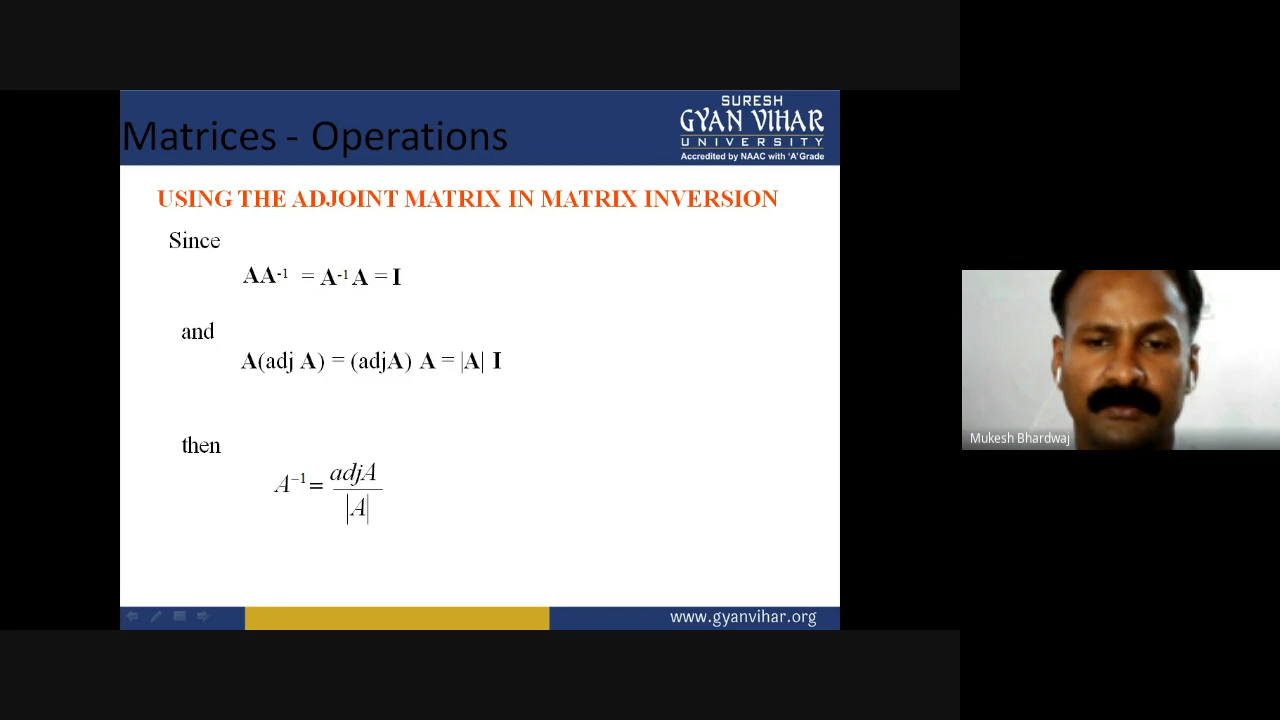 SURESH
GYAN VIHAR
UNIVERSITY
Accredited by NAAC with 'A' Grade
Matrices - Operations
USING THE ADJOINT MATRIX IN MATRIX INVERSION
Since
AA⁻¹ = A⁻¹ A = I
and
A(adj A) = (adjA) A = |A| I
then
A⁻¹ = adjA / |A|
www.gyanvihar.org
Mukesh Bhardwaj